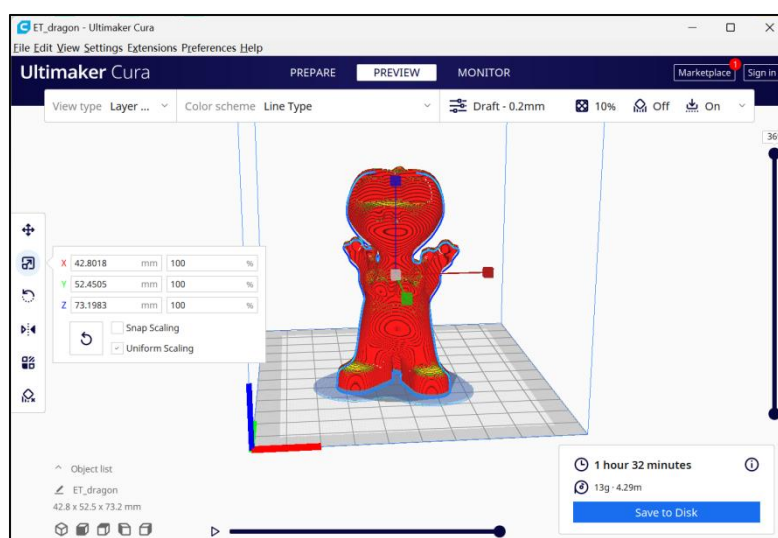 ET_dragon - Ultimaker Cura
File Edit View Settings Extensions Preferences Help
Ultimaker Cura PREPARE PREVIEW MONITOR Marketplace 1 Sign in
View type Layer ... Color scheme Line Type Draft - 0.2mm 10% Off On
X 42.8018 mm 100 %
Y 52.4505 mm 100 %
Z 73.1983 mm 100 %
Snap Scaling
Uniform Scaling
Object list
ET_dragon
42.8 x 52.5 x 73.2 mm
1 hour 32 minutes
13g · 4.29m
Save to Disk